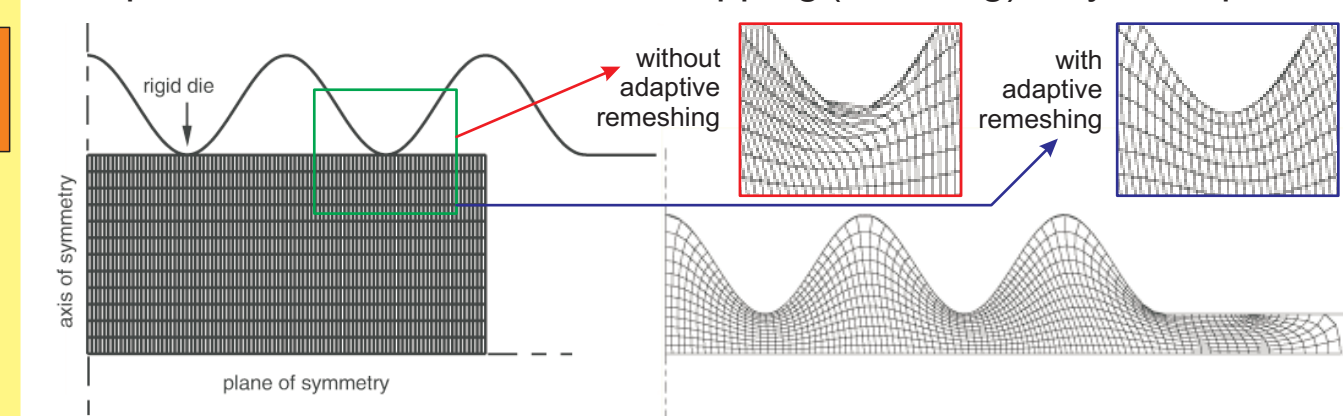 rigid die
without
adaptive
remeshing
with
adaptive
remeshing
axis of symmetry
plane of symmetry